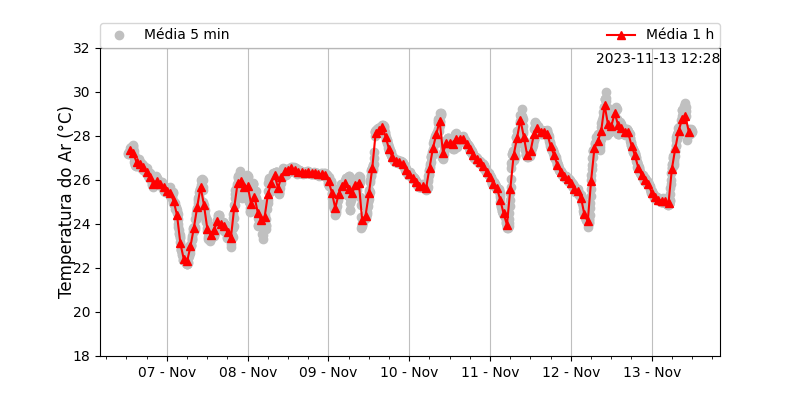 Média 5 min
Média 1 h
2023-11-13 12:28
Temperatura do Ar (°C)
32
30
28
26
24
22
20
18
07 - Nov
08 - Nov
09 - Nov
10 - Nov
11 - Nov
12 - Nov
13 - Nov